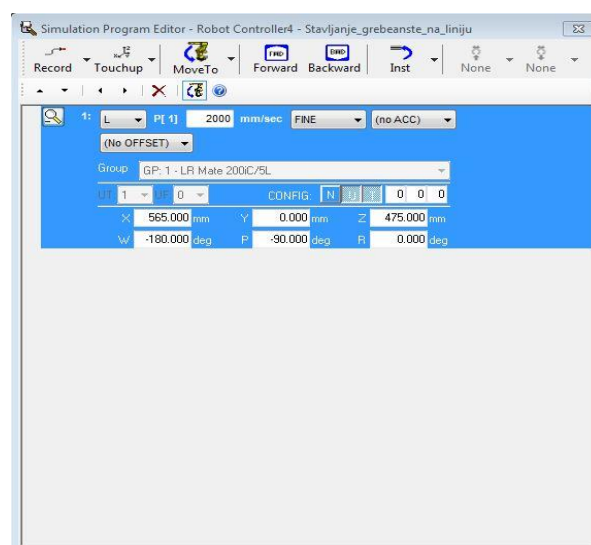 Simulation Program Editor - Robot Controller4 - Stavljanje_grebeanste_na_liniju
Record Touchup MoveTo FWD Forward BWD Backward Inst None None
1: L P[ 1] 2000 mm/sec FINE (no ACC)
(No OFFSET)
Group GP: 1 - LR Mate 200iC/5L
UT 1 UF 0 CONFIG: N U T 0 0 0
X 565.000 mm Y 0.000 mm Z 475.000 mm
W -180.000 deg P -90.000 deg R 0.000 deg